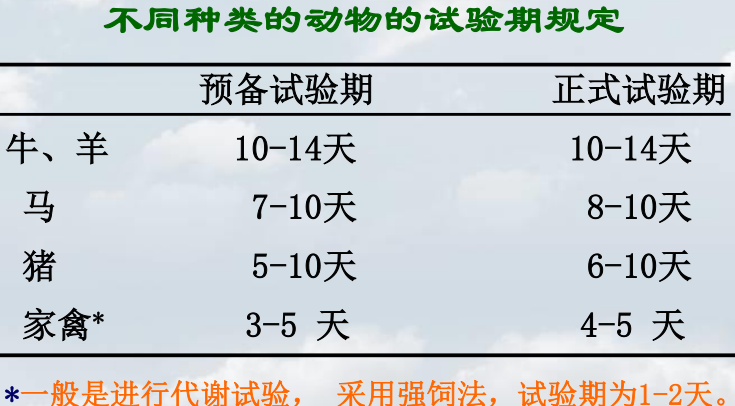 不同种类的动物的试验期规定
预备试验期 正式试验期
牛、羊 10-14天 10-14天
马 7-10天 8-10天
猪 5-10天 6-10天
家禽* 3-5 天 4-5 天
*一般是进行代谢试验， 采用强饲法，试验期为1-2天。